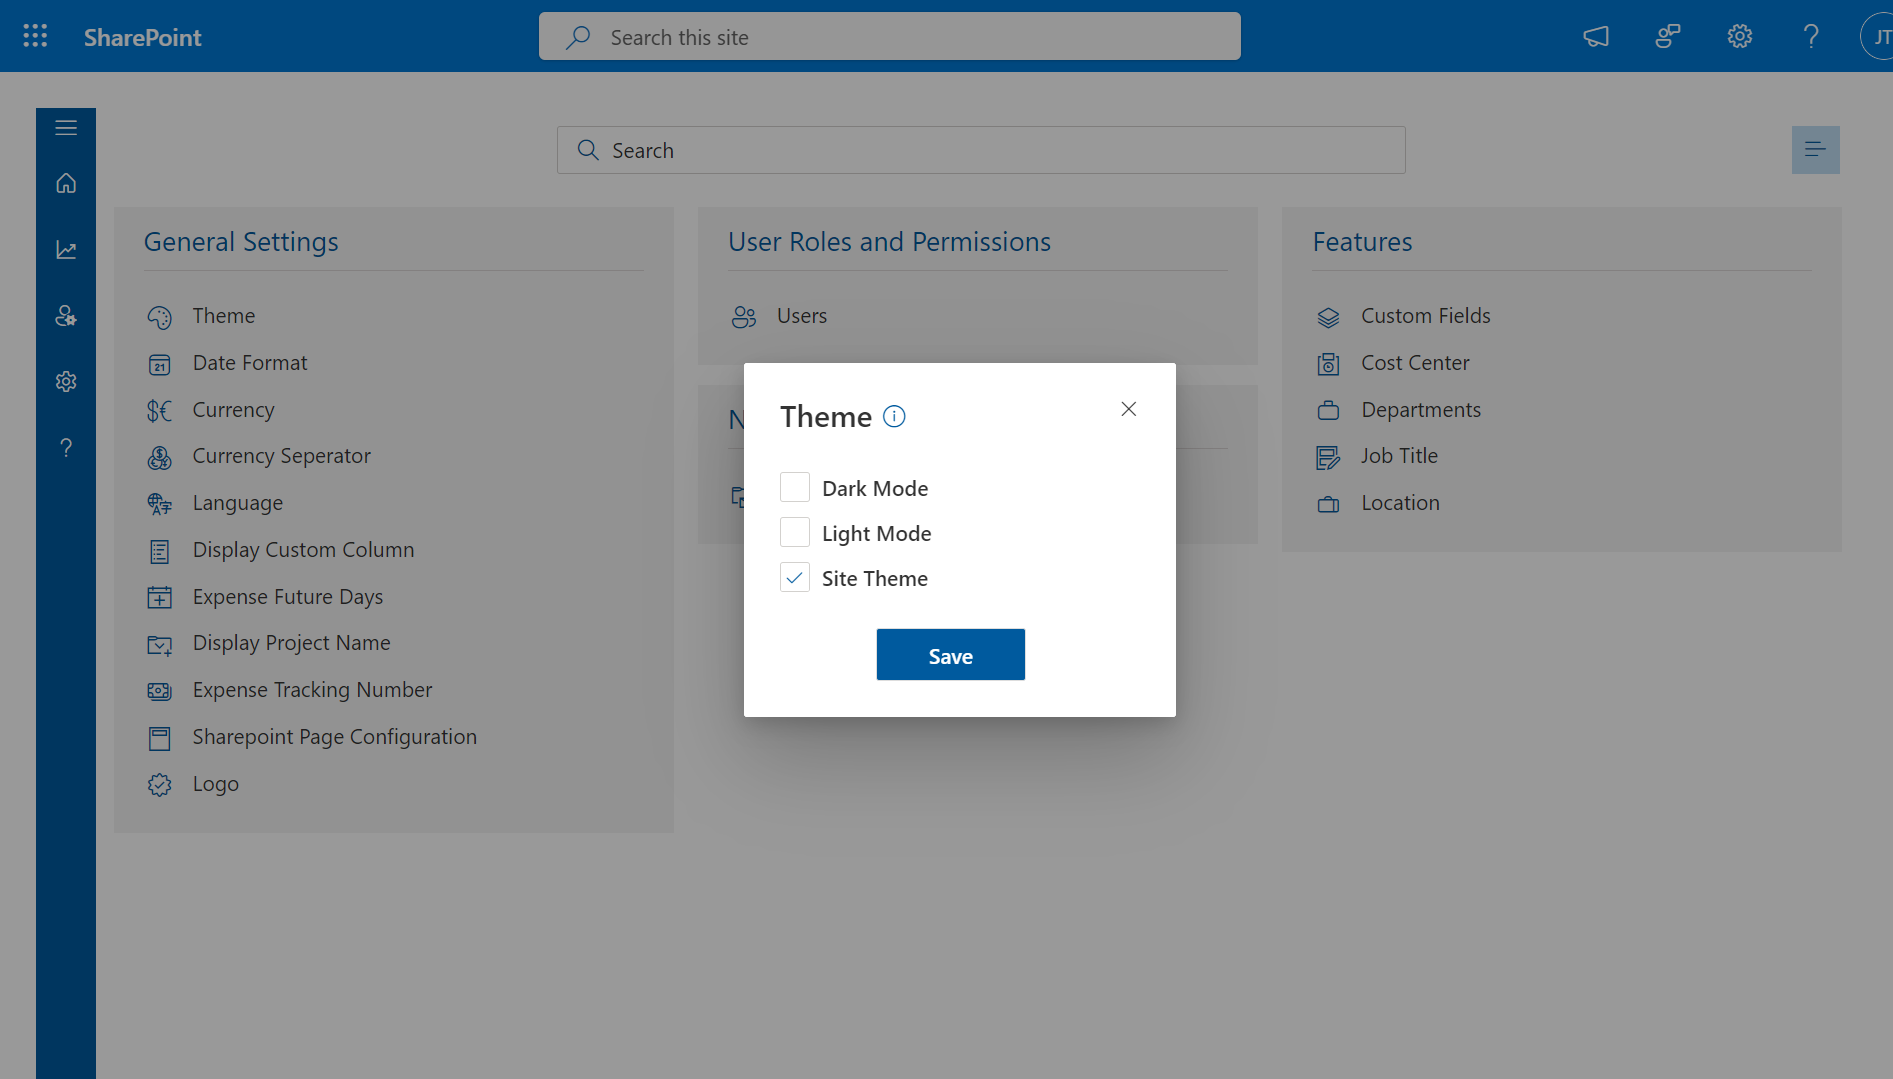 SharePoint
Search this site
JT
Search
General Settings
Theme
Date Format
Currency
Currency Seperator
Language
Display Custom Column
Expense Future Days
Display Project Name
Expense Tracking Number
Sharepoint Page Configuration
Logo
User Roles and Permissions
Users
N
Features
Custom Fields
Cost Center
Departments
Job Title
Location
Theme
Dark Mode
Light Mode
Site Theme
Save